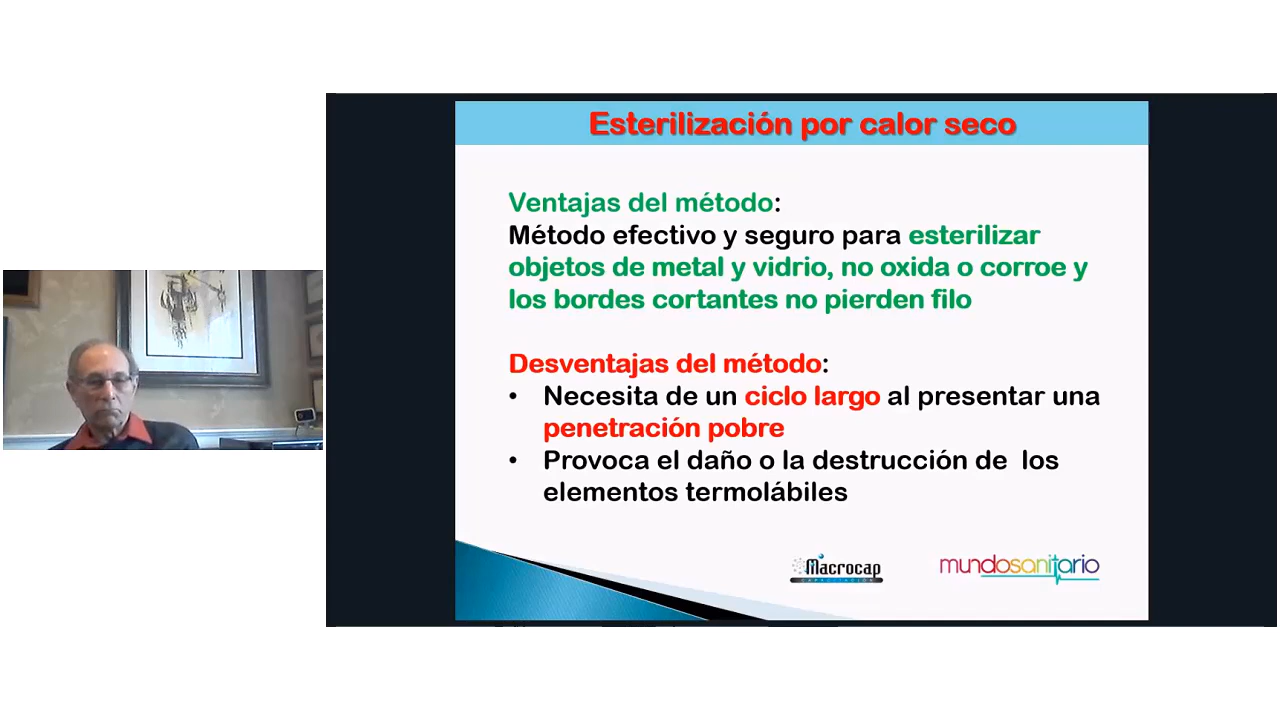 Esterilización por calor seco
Ventajas del método:
Método efectivo y seguro para esterilizar
objetos de metal y vidrio, no oxida o corroe y
los bordes cortantes no pierden filo
Desventajas del método:
• Necesita de un ciclo largo al presentar una
penetración pobre
• Provoca el daño o la destrucción de los
elementos termolábiles
Macrocap
CAPACITACIÓN
mundosanitario